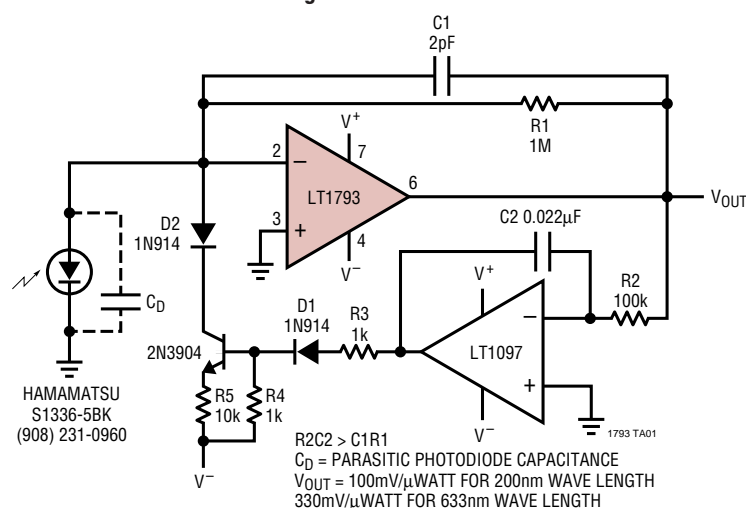 C1
2pF
R1
1M
V+
2
7
−
LT1793
6
3
+
4
V−
VOUT
D2
1N914
C2 0.022µF
CD
D1
1N914
R3
1k
V+
R2
100k
−
LT1097
+
2N3904
R5
10k
R4
1k
V−
V−
HAMAMATSU
S1336-5BK
(908) 231-0960
1793 TA01
R2C2 > C1R1
CD = PARASITIC PHOTODIODE CAPACITANCE
VOUT = 100mV/µWATT FOR 200nm WAVE LENGTH
330mV/µWATT FOR 633nm WAVE LENGTH